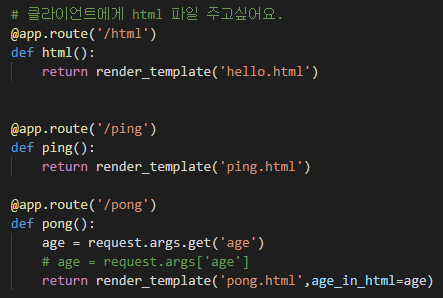 # 클라이언트에게 html 파일 주고싶어요.
@app.route('/html')
def html():
    return render_template('hello.html')
@app.route('/ping')
def ping():
    return render_template('ping.html')
@app.route('/pong')
def pong():
    age = request.args.get('age')
    # age = request.args['age']
    return render_template('pong.html',age_in_html=age)